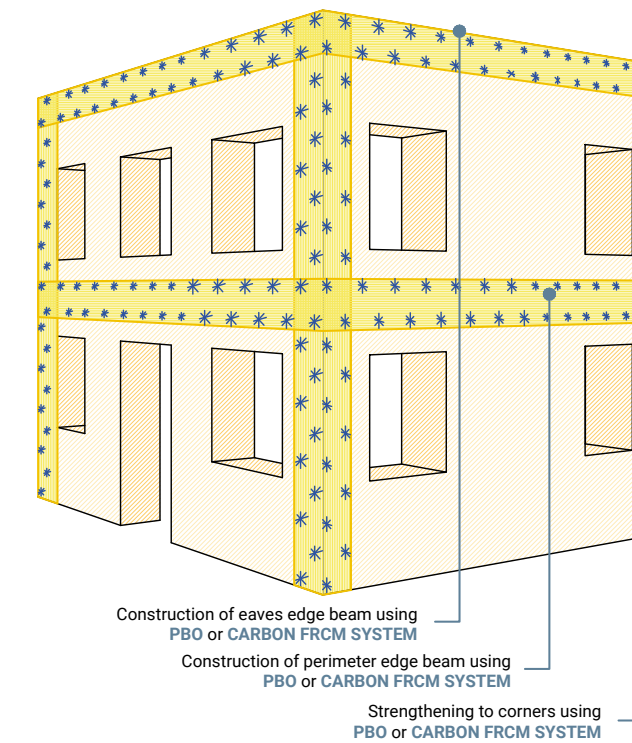 Construction of eaves edge beam using
PBO or CARBON FRCM SYSTEM
Construction of perimeter edge beam using
PBO or CARBON FRCM SYSTEM
Strengthening to corners using
PBO or CARBON FRCM SYSTEM